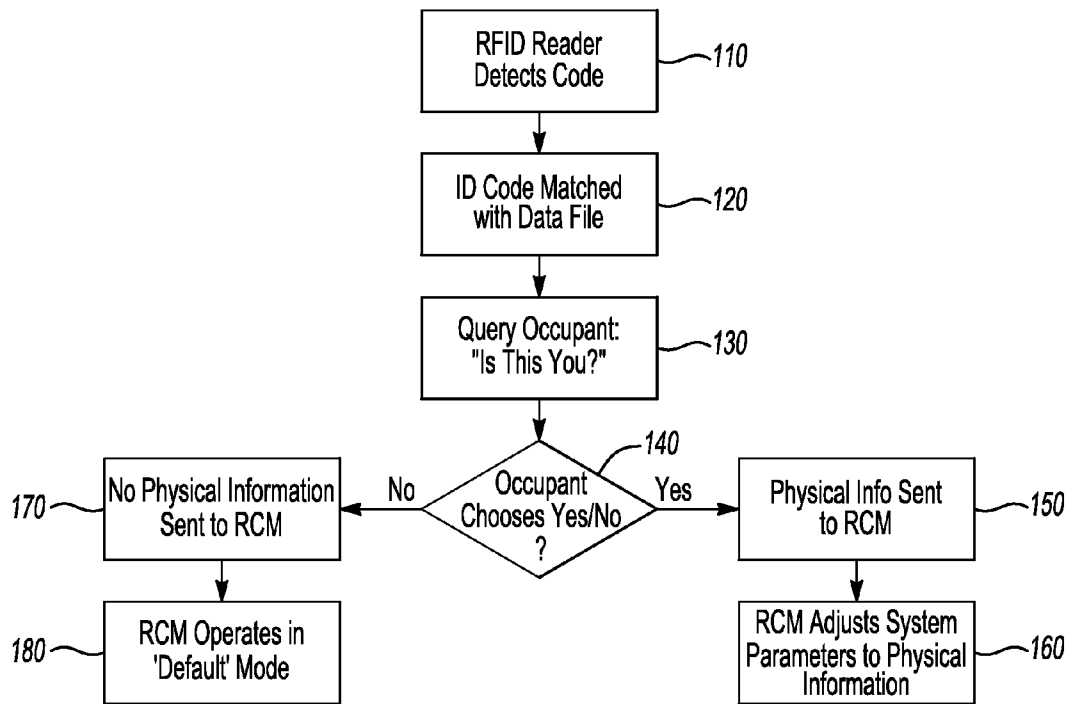 RFID Reader
Detects Code
110
ID Code Matched
with Data File
120
Query Occupant:
"Is This You?"
130
140
Occupant
Chooses Yes/No
?
No
Yes
170
No Physical Information
Sent to RCM
Physical Info Sent
to RCM
150
180
RCM Operates in
'Default' Mode
RCM Adjusts System
Parameters to Physical
Information
160